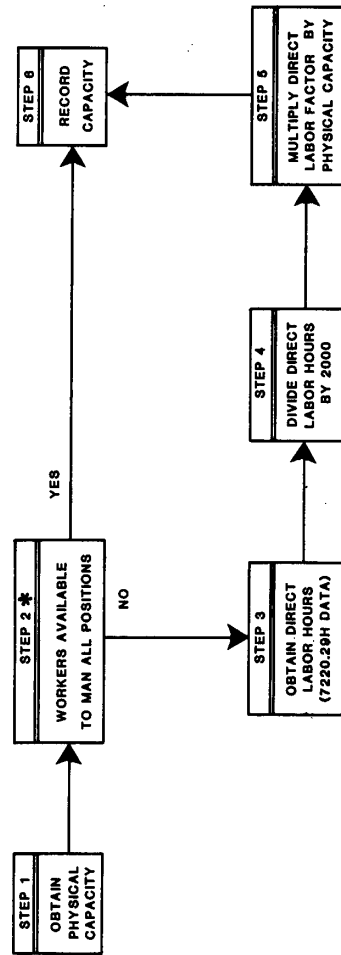 STEP 1
OBTAIN
PHYSICAL
CAPACITY
STEP 2 *
WORKERS AVAILABLE
TO MAN ALL POSITIONS
YES
NO
STEP 3
OBTAIN DIRECT
LABOR HOURS
(7220.29H DATA)
STEP 4
DIVIDE DIRECT
LABOR HOURS
BY 2000
STEP 5
MULTIPLY DIRECT
LABOR FACTOR BY
PHYSICAL CAPACITY
STEP 6
RECORD
CAPACITY